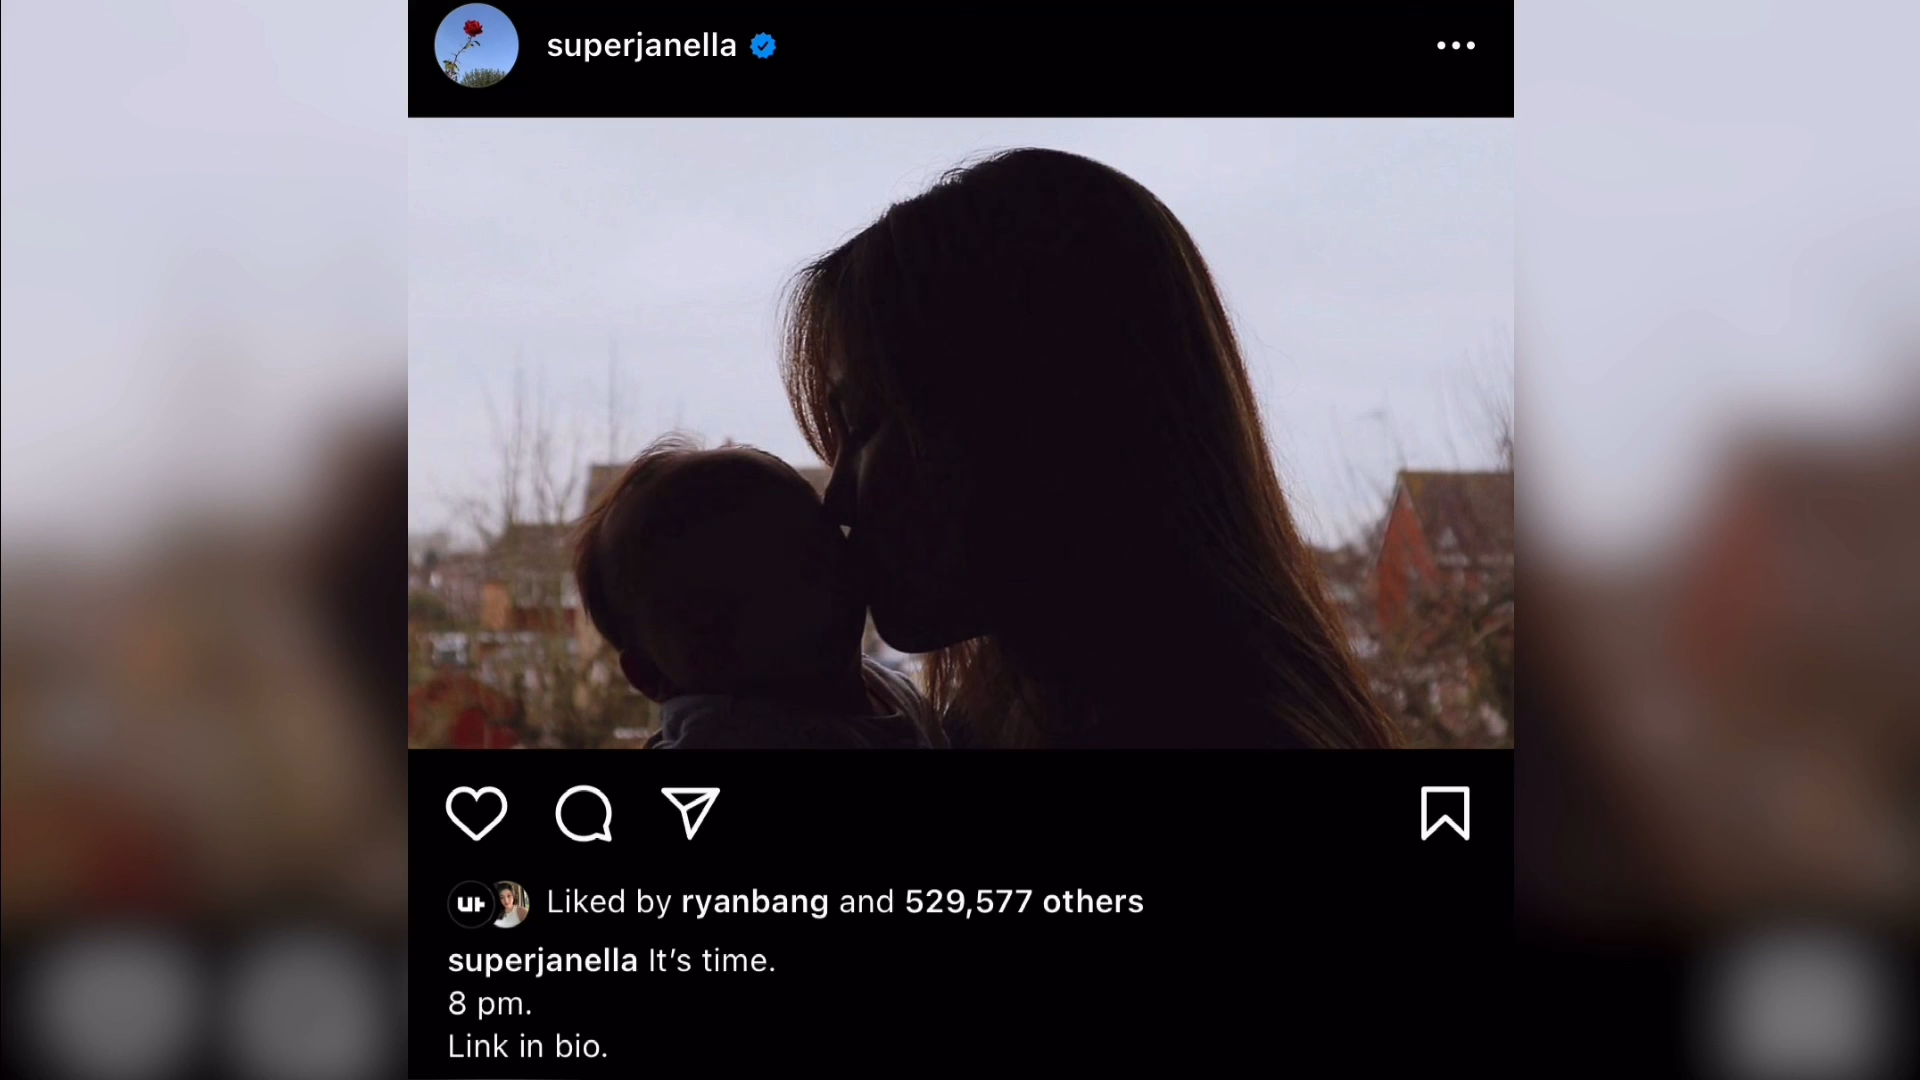 superjanella
Liked by ryanbang and 529,577 others
superjanella It's time.
8 pm.
Link in bio.